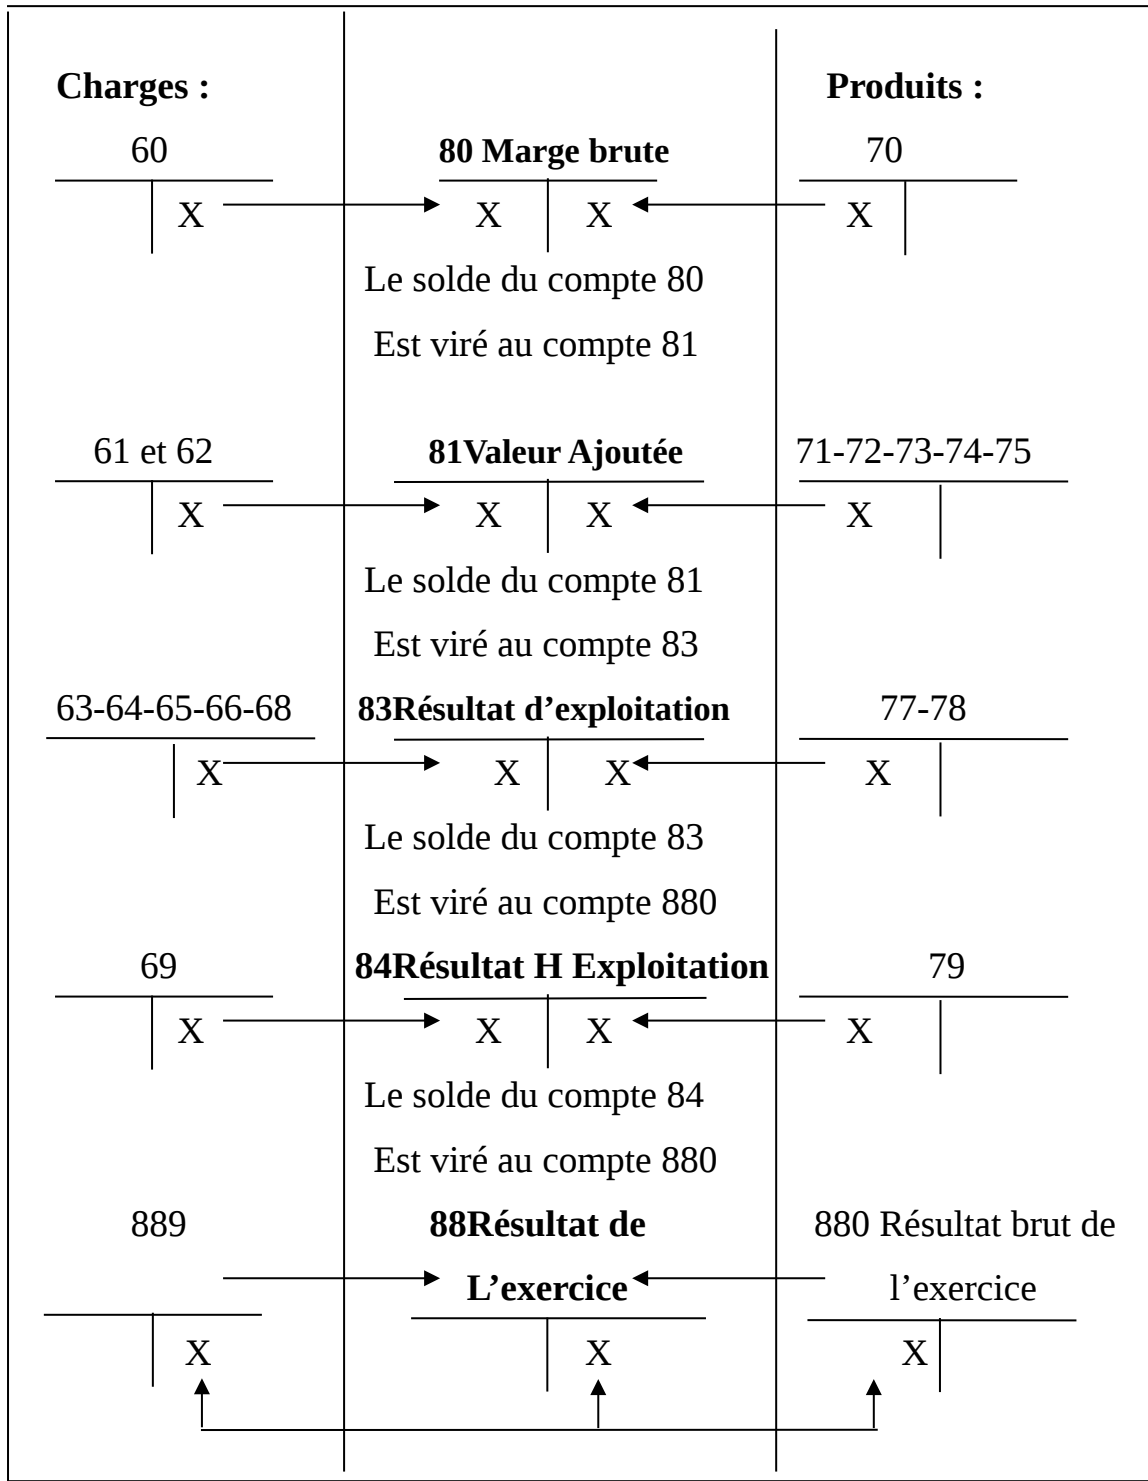 Charges :
Produits :
60
80 Marge brute
70
X
X
X
X
Le solde du compte 80
Est viré au compte 81
61 et 62
81Valeur Ajoutée
71-72-73-74-75
X
X
X
X
Le solde du compte 81
Est viré au compte 83
63-64-65-66-68
83Résultat d’exploitation
77-78
X
X
X
X
Le solde du compte 83
Est viré au compte 880
69
84Résultat H Exploitation
79
X
X
X
X
Le solde du compte 84
Est viré au compte 880
889
88Résultat de
L’exercice
880 Résultat brut de
l’exercice
X
X
X